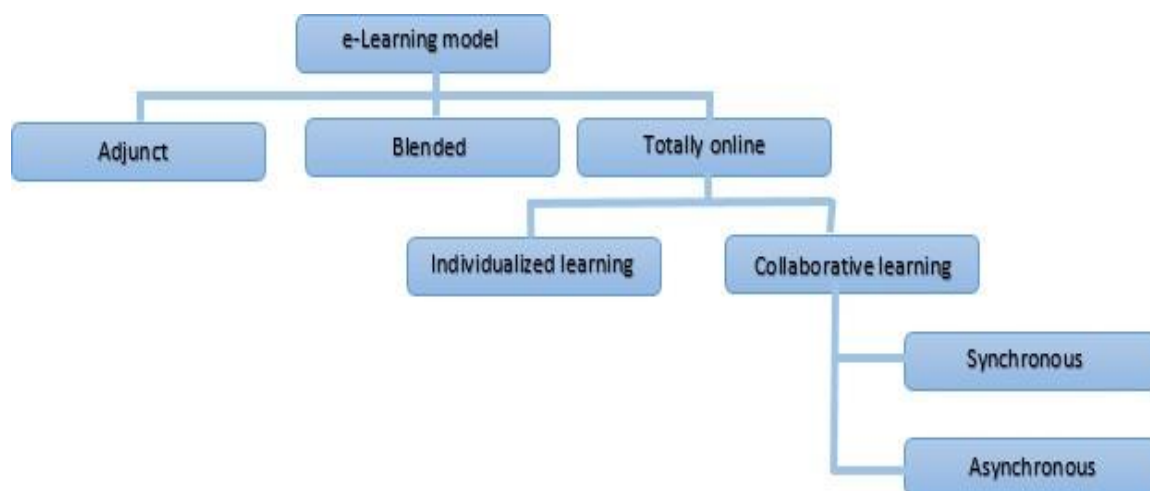 e-Learning model
Adjunct
Blended
Totally online
Individualized learning
Collaborative learning
Synchronous
Asynchronous